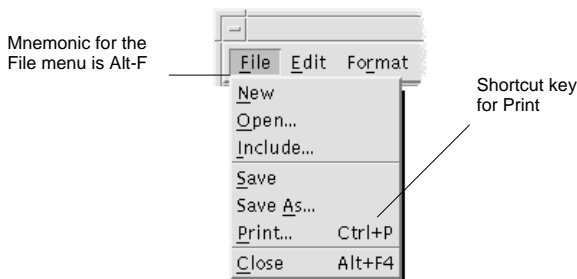 Mnemonic for the
File menu is Alt-F
File Edit Format
New
Open...
Include...
Save
Save As...
Print... Ctrl+P
Close Alt+F4
Shortcut key
for Print